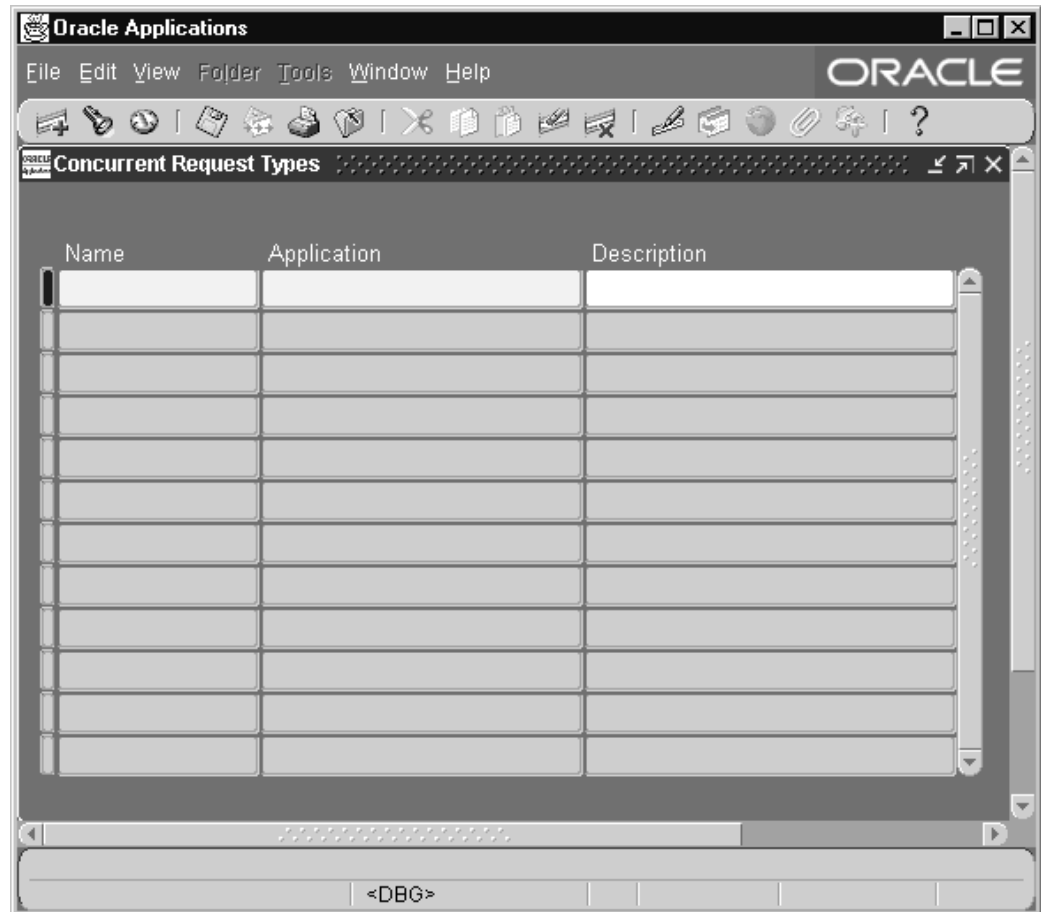 Oracle Applications
File Edit View Folder Tools Window Help
ORACLE
?
Concurrent Request Types
Name Application Description
<DBG>